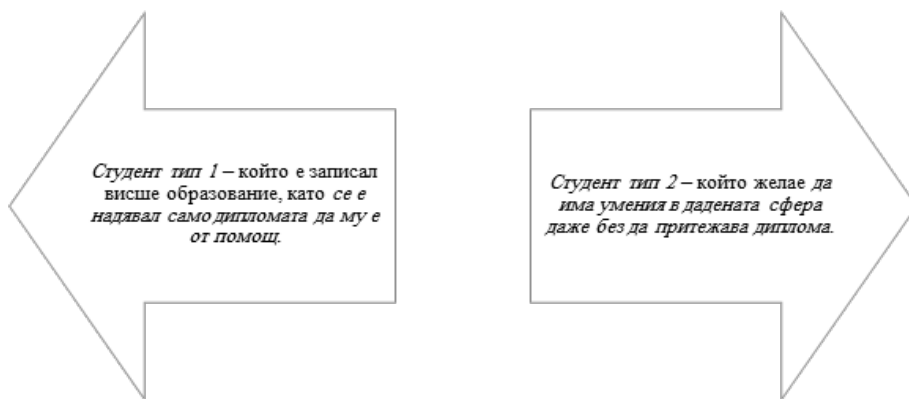 Студент тип 1 – който е записал
висше образование, като се е
надявал само дипломата да му е
от помощ.
Студент тип 2 – който желае да
има умения в дадената сфера
даже без да притежава диплома.